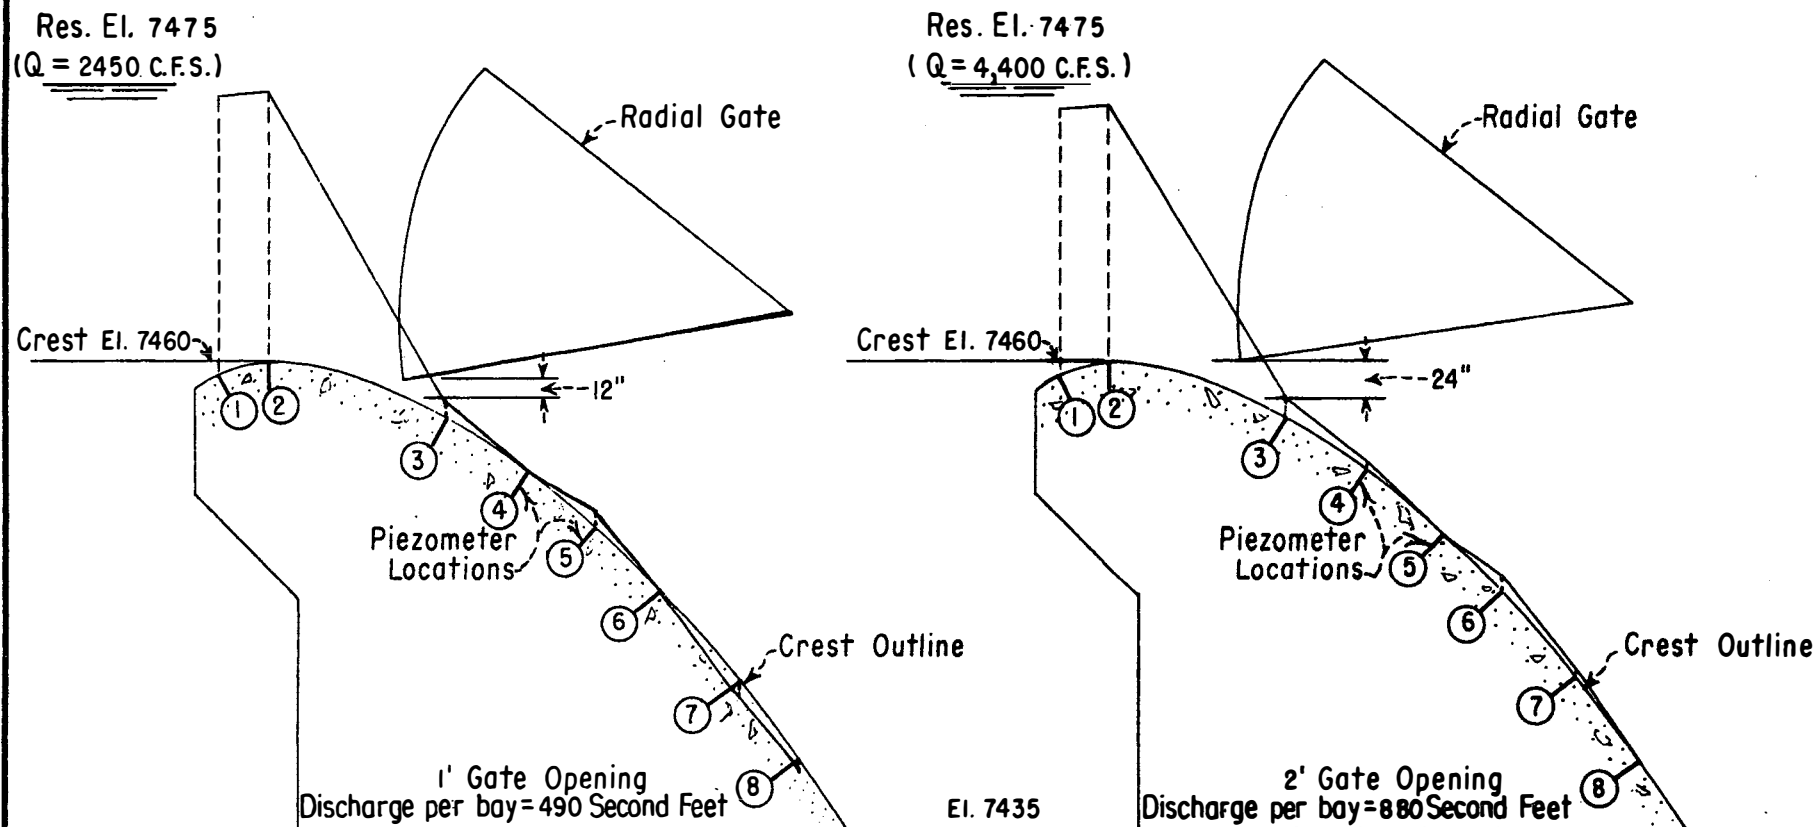 Res. El. 7475
(Q = 2450 C.F.S.)
Radial Gate
Crest El. 7460
12"
1
2
3
4
Piezometer
Locations
5
6
Crest Outline
7
8
1' Gate Opening
Discharge per bay = 490 Second Feet
El. 7435
Res. El. 7475
(Q = 4,400 C.F.S.)
Radial Gate
Crest El. 7460
24"
1
2
3
4
Piezometer
Locations
5
6
Crest Outline
7
8
2' Gate Opening
Discharge per bay = 880 Second Feet